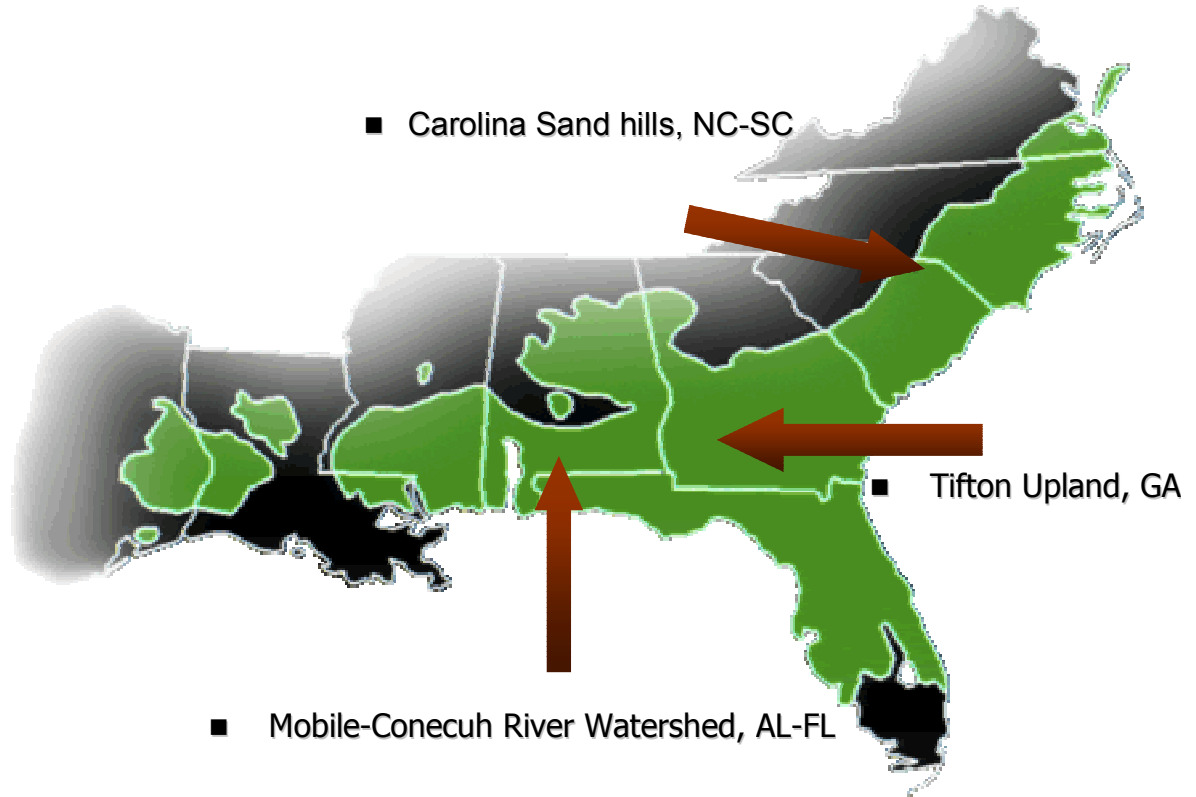 ■ Carolina Sand hills, NC-SC
■ Tifton Upland, GA
■ Mobile-Conecuh River Watershed, AL-FL